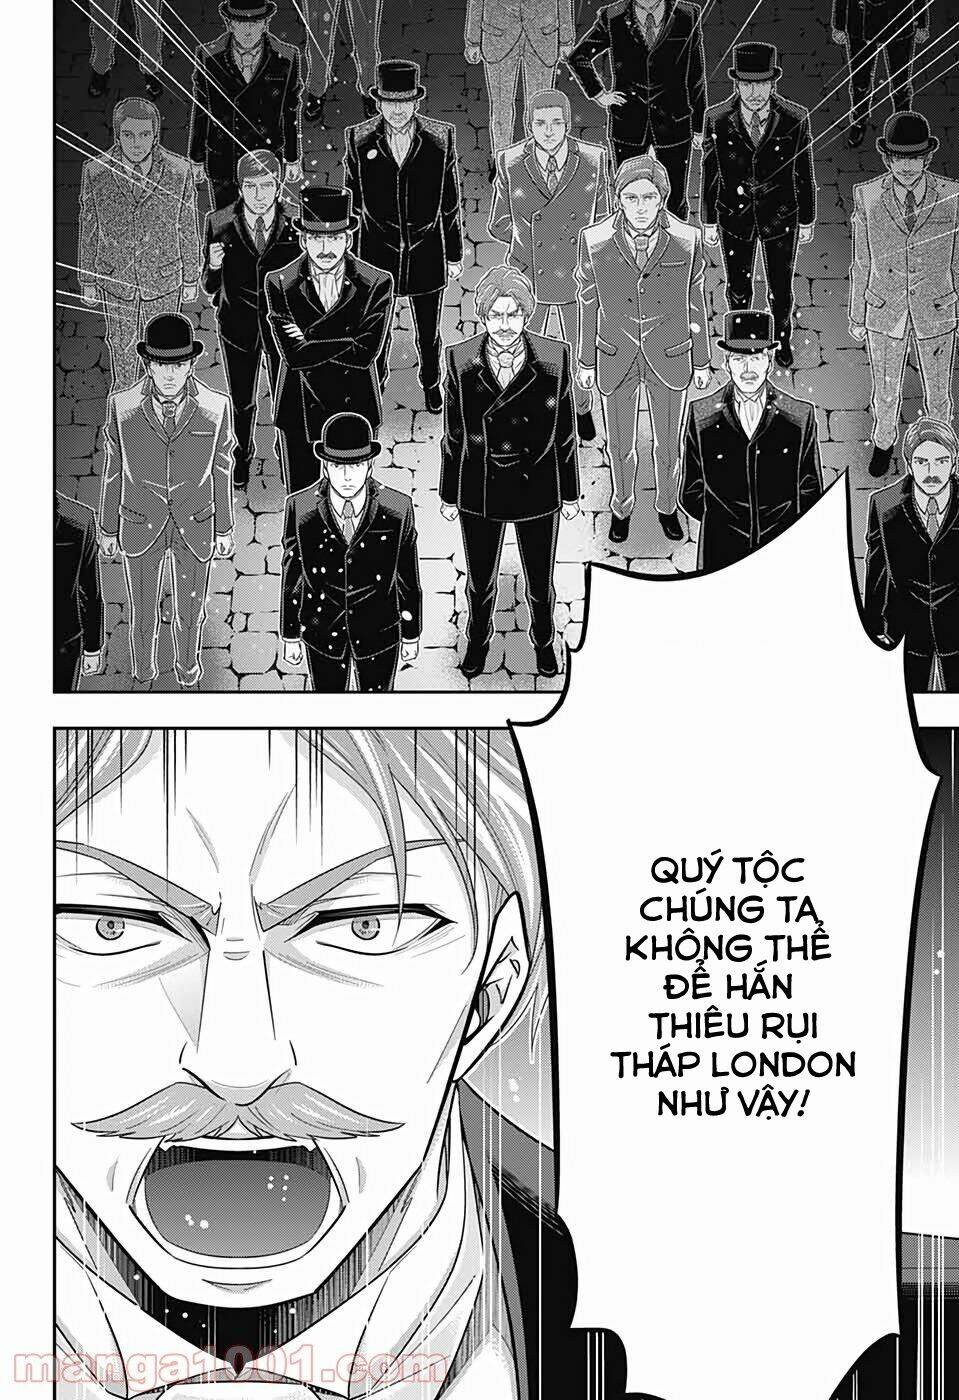 QUÝ TỘC
CHÚNG TA
KHÔNG THỂ
ĐỂ HẮN
THIÊU RỤI
THÁP LONDON
NHƯ VẬY!
manga1001.com